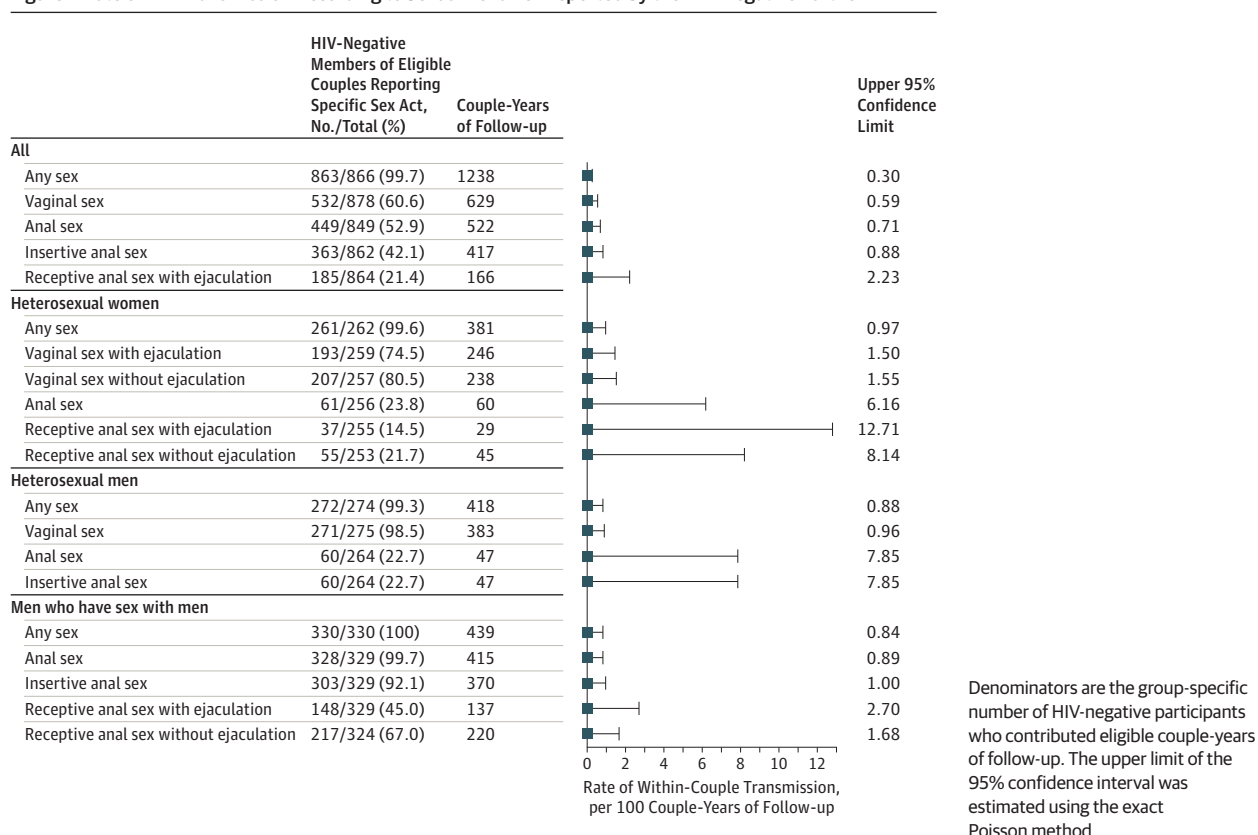 HIV-Negative
Members of Eligible
Couples Reporting
Specific Sex Act,
No./Total (%)
Couple-Years
of Follow-up
Upper 95%
Confidence
Limit
All
Any sex 863/866 (99.7) 1238 0.30
Vaginal sex 532/878 (60.6) 629 0.59
Anal sex 449/849 (52.9) 522 0.71
Insertive anal sex 363/862 (42.1) 417 0.88
Receptive anal sex with ejaculation 185/864 (21.4) 166 2.23
Heterosexual women
Any sex 261/262 (99.6) 381 0.97
Vaginal sex with ejaculation 193/259 (74.5) 246 1.50
Vaginal sex without ejaculation 207/257 (80.5) 238 1.55
Anal sex 61/256 (23.8) 60 6.16
Receptive anal sex with ejaculation 37/255 (14.5) 29 12.71
Receptive anal sex without ejaculation 55/253 (21.7) 45 8.14
Heterosexual men
Any sex 272/274 (99.3) 418 0.88
Vaginal sex 271/275 (98.5) 383 0.96
Anal sex 60/264 (22.7) 47 7.85
Insertive anal sex 60/264 (22.7) 47 7.85
Men who have sex with men
Any sex 330/330 (100) 439 0.84
Anal sex 328/329 (99.7) 415 0.89
Insertive anal sex 303/329 (92.1) 370 1.00
Receptive anal sex with ejaculation 148/329 (45.0) 137 2.70
Receptive anal sex without ejaculation 217/324 (67.0) 220 1.68
0 2 4 6 8 10 12
Rate of Within-Couple Transmission,
per 100 Couple-Years of Follow-up
Denominators are the group-specific
number of HIV-negative participants
who contributed eligible couple-years
of follow-up. The upper limit of the
95% confidence interval was
estimated using the exact
Poisson method